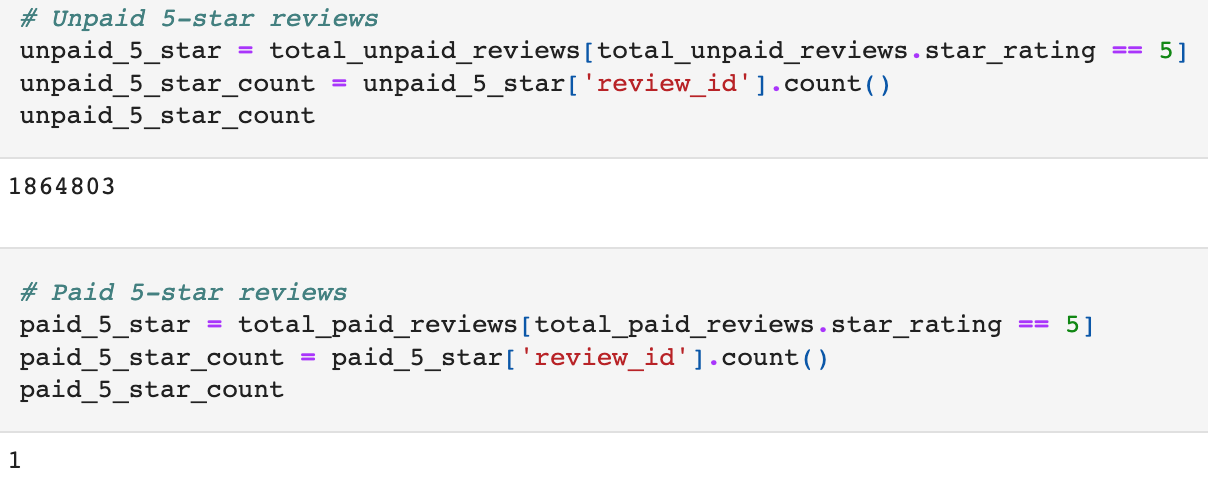 # Unpaid 5-star reviews
unpaid_5_star = total_unpaid_reviews[total_unpaid_reviews.star_rating == 5]
unpaid_5_star_count = unpaid_5_star['review_id'].count()
unpaid_5_star_count
1864803
# Paid 5-star reviews
paid_5_star = total_paid_reviews[total_paid_reviews.star_rating == 5]
paid_5_star_count = paid_5_star['review_id'].count()
paid_5_star_count
1